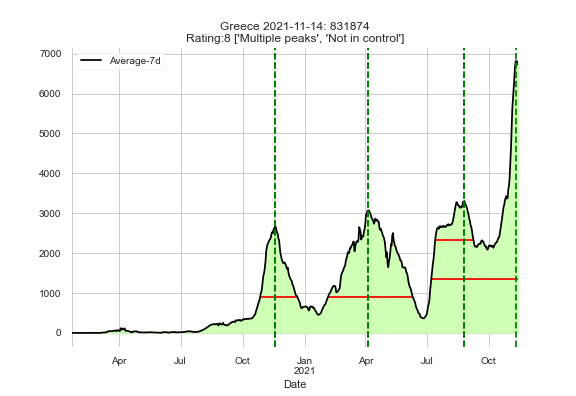 Greece 2021-11-14: 831874
Rating:8 ['Multiple peaks', 'Not in control']
Average-7d
7000
6000
5000
4000
3000
2000
1000
0
Apr Jul Oct Jan Apr Jul Oct
2021
Date